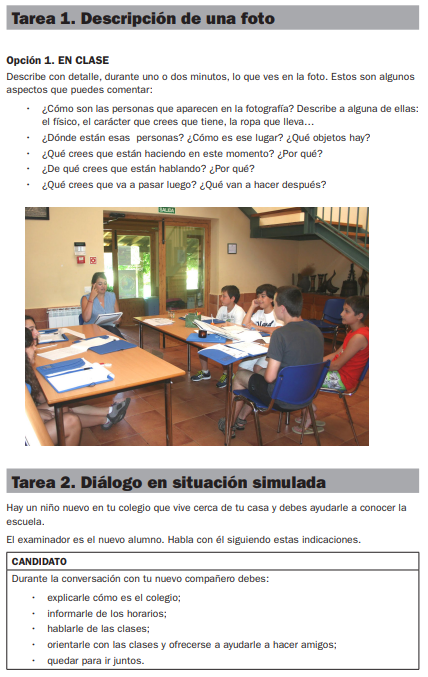 Tarea 1. Descripción de una foto
Opción 1. EN CLASE
Describe con detalle, durante uno o dos minutos, lo que ves en la foto. Estos son algunos
aspectos que puedes comentar:
· ¿Cómo son las personas que aparecen en la fotografía? Describe a alguna de ellas:
el físico, el carácter que crees que tiene, la ropa que lleva...
· ¿Dónde están esas personas? ¿Cómo es ese lugar? ¿Qué objetos hay?
· ¿Qué crees que están haciendo en este momento? ¿Por qué?
· ¿De qué crees que están hablando? ¿Por qué?
· ¿Qué crees que va a pasar luego? ¿Qué van a hacer después?
SALIDA
Tarea 2. Diálogo en situación simulada
Hay un niño nuevo en tu colegio que vive cerca de tu casa y debes ayudarle a conocer la
escuela.
El examinador es el nuevo alumno. Habla con él siguiendo estas indicaciones.
CANDIDATO
Durante la conversación con tu nuevo compañero debes:
· explicarle cómo es el colegio;
· informarle de los horarios;
· hablarle de las clases;
· orientarle con las clases y ofrecerse a ayudarle a hacer amigos;
· quedar para ir juntos.